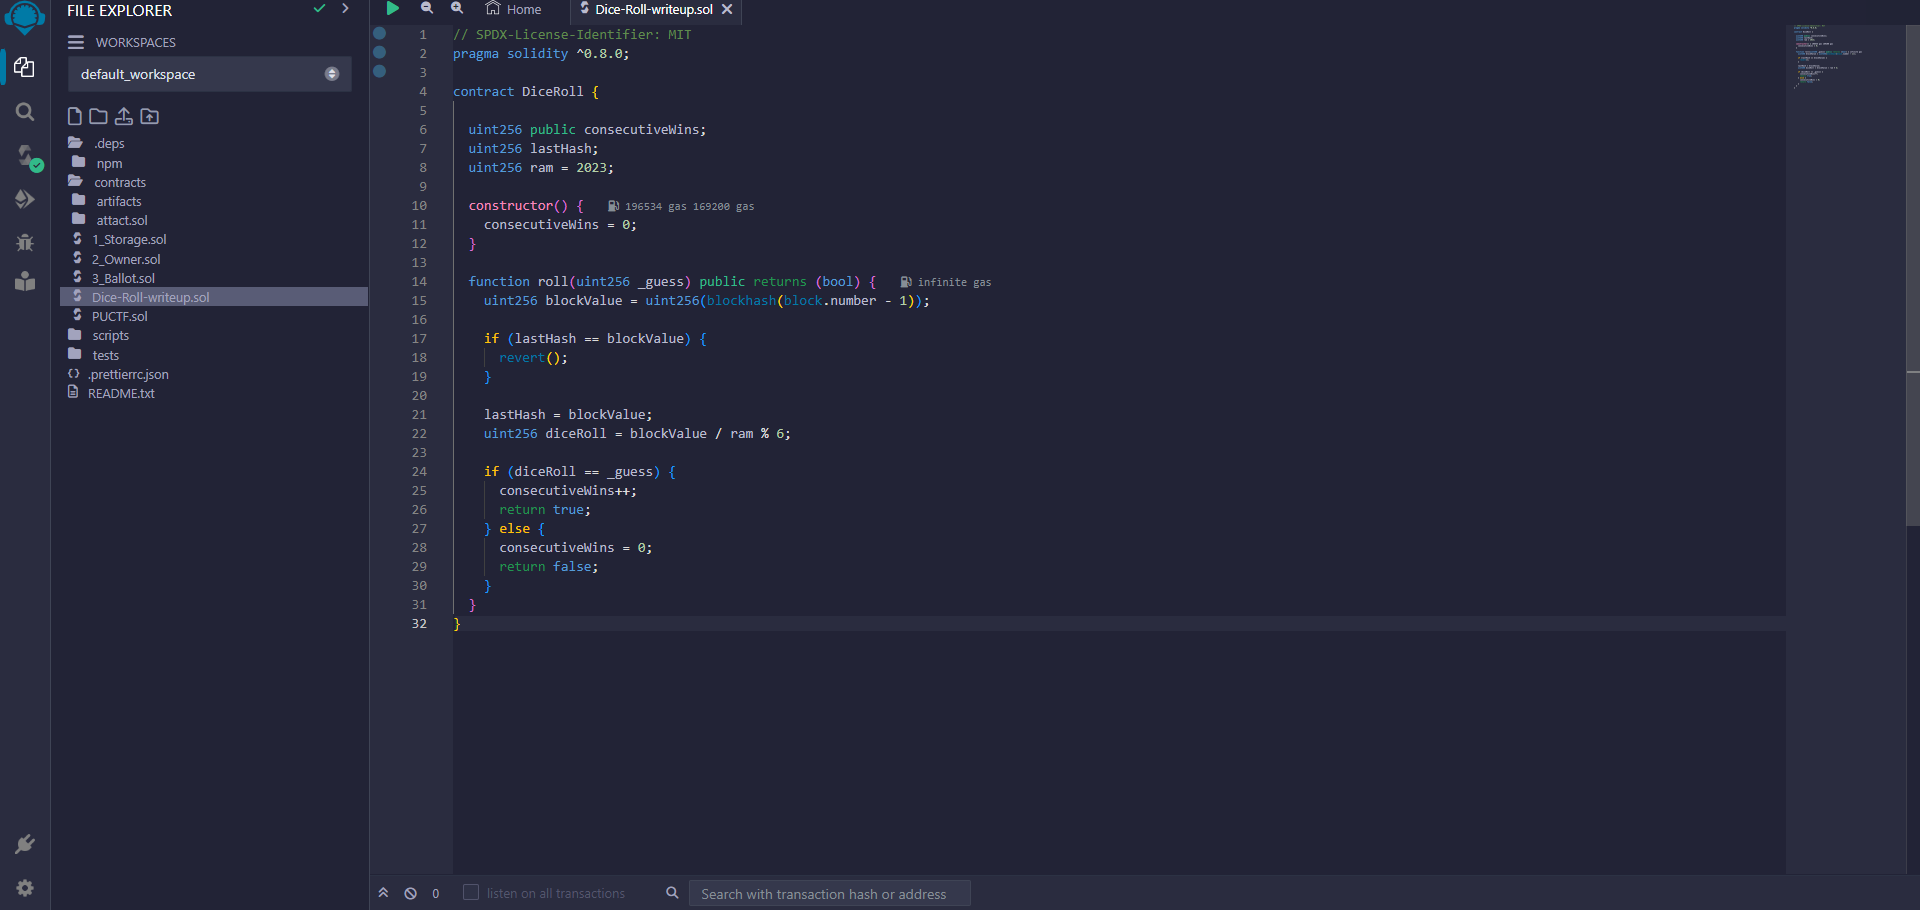 FILE EXPLORER
WORKSPACES
default_workspace
.deps
npm
contracts
artifacts
attact.sol
1_Storage.sol
2_Owner.sol
3_Ballot.sol
Dice-Roll-writeup.sol
PUCTF.sol
scripts
tests
.prettierrc.json
README.txt
Home
Dice-Roll-writeup.sol
1 // SPDX-License-Identifier: MIT
2 pragma solidity ^0.8.0;
3
4 contract DiceRoll {
5
6 uint256 public consecutiveWins;
7 uint256 lastHash;
8 uint256 ram = 2023;
9
10 constructor() { 196534 gas 169200 gas
11 consecutiveWins = 0;
12 }
13
14 function roll(uint256 _guess) public returns (bool) { infinite gas
15 uint256 blockValue = uint256(blockhash(block.number - 1));
16
17 if (lastHash == blockValue) {
18 revert();
19 }
20
21 lastHash = blockValue;
22 uint256 diceRoll = blockValue / ram % 6;
23
24 if (diceRoll == _guess) {
25 consecutiveWins++;
26 return true;
27 } else {
28 consecutiveWins = 0;
29 return false;
30 }
31 }
32 }
0 listen on all transactions Search with transaction hash or address